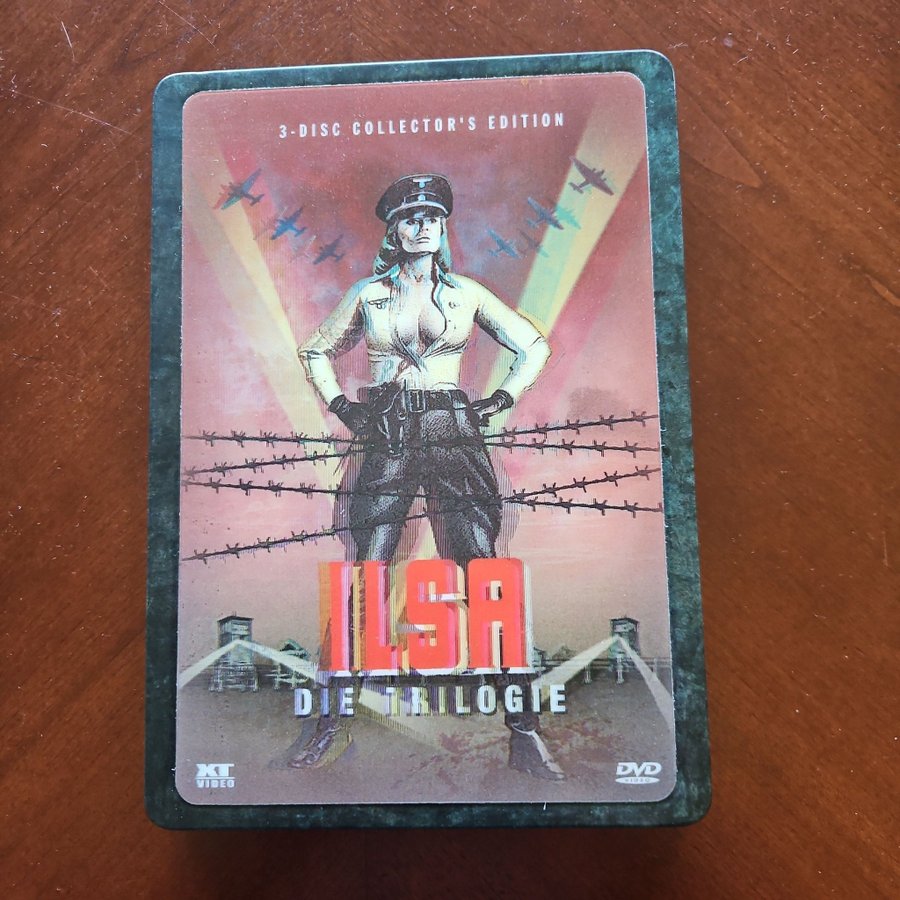 3-DISC COLLECTOR'S EDITION
ILSA
DIE TRILOGIE
XT
VIDEO
DVD
VIDEO